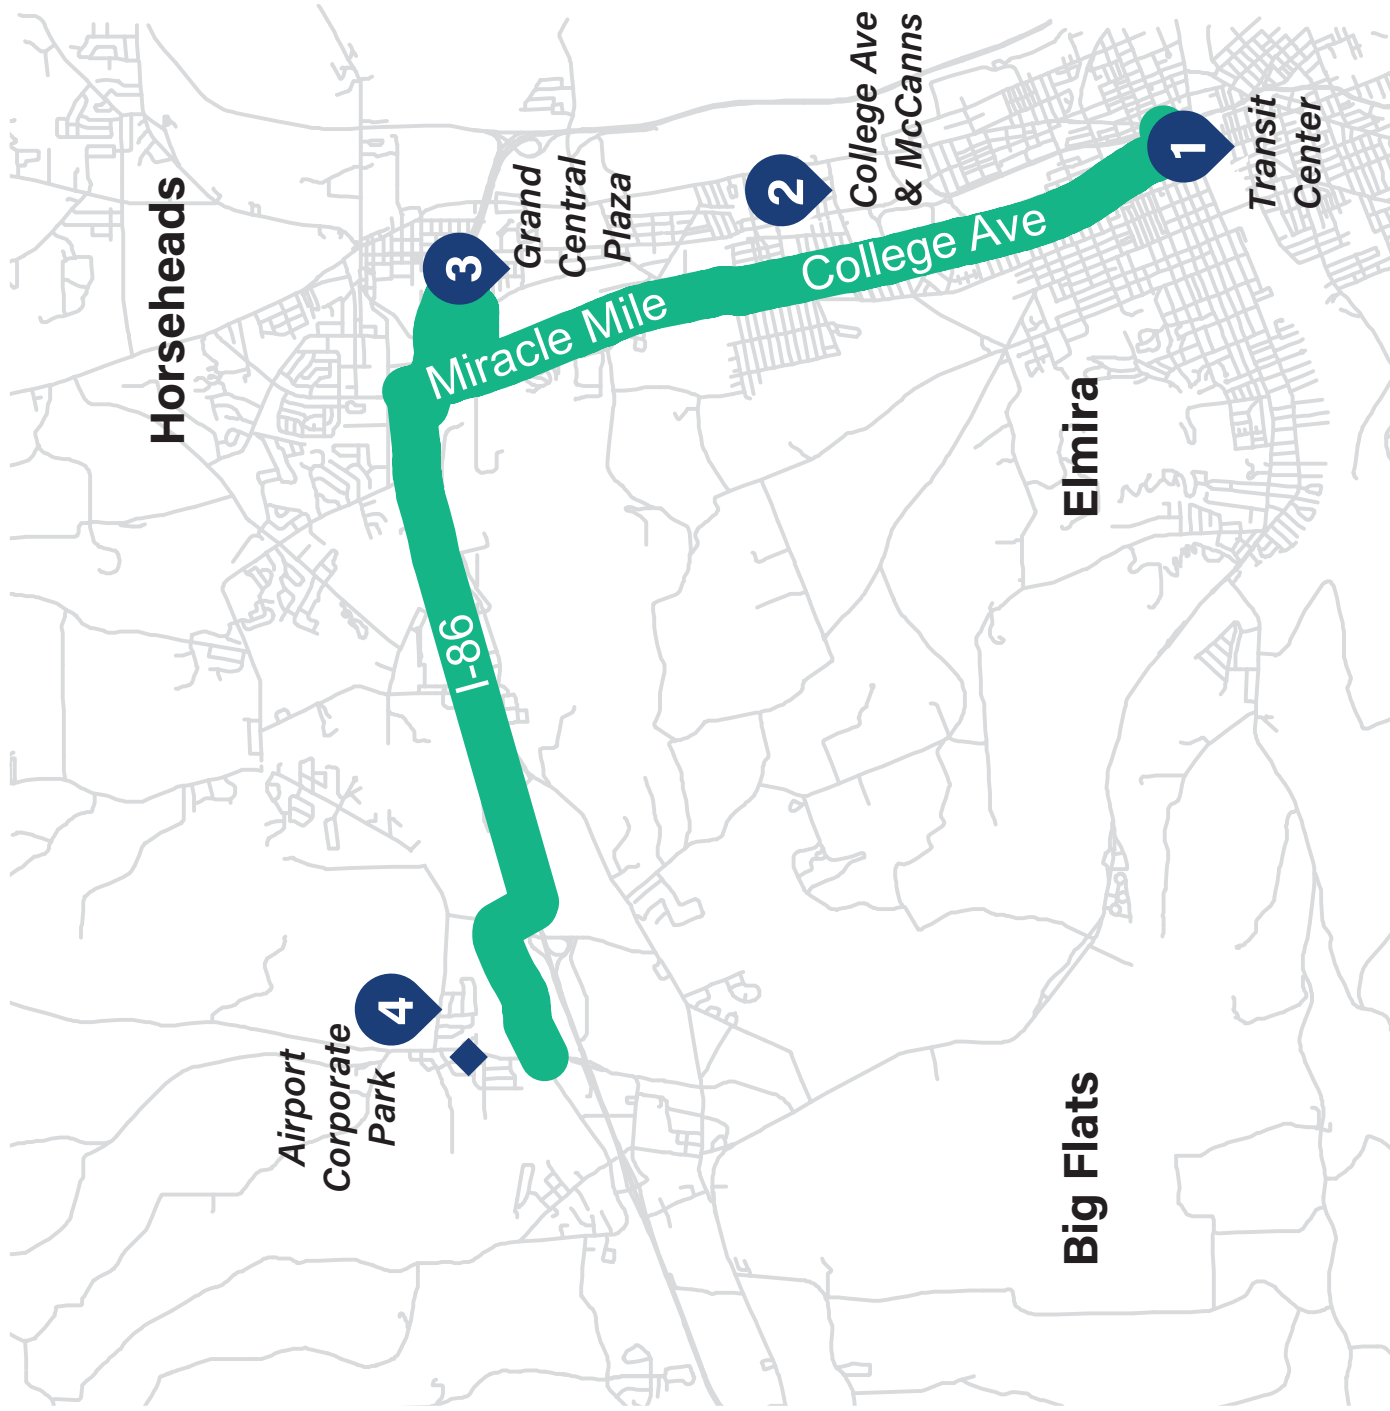 Horseheads
Airport
Corporate
Park
4
I-86
3
Grand
Central
Plaza
Miracle Mile
2
College Ave
& McCanns
College Ave
Big Flats
Elmira
1
Transit
Center